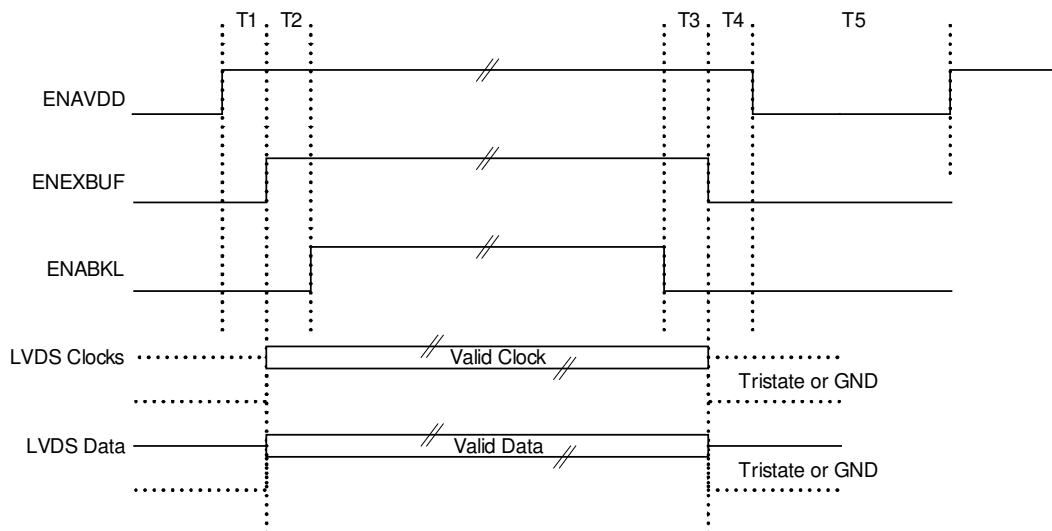 T1 T2 T3 T4 T5
ENAVDD
ENEXBUF
ENABKL
LVDS Clocks Valid Clock
Tristate or GND
LVDS Data Valid Data
Tristate or GND